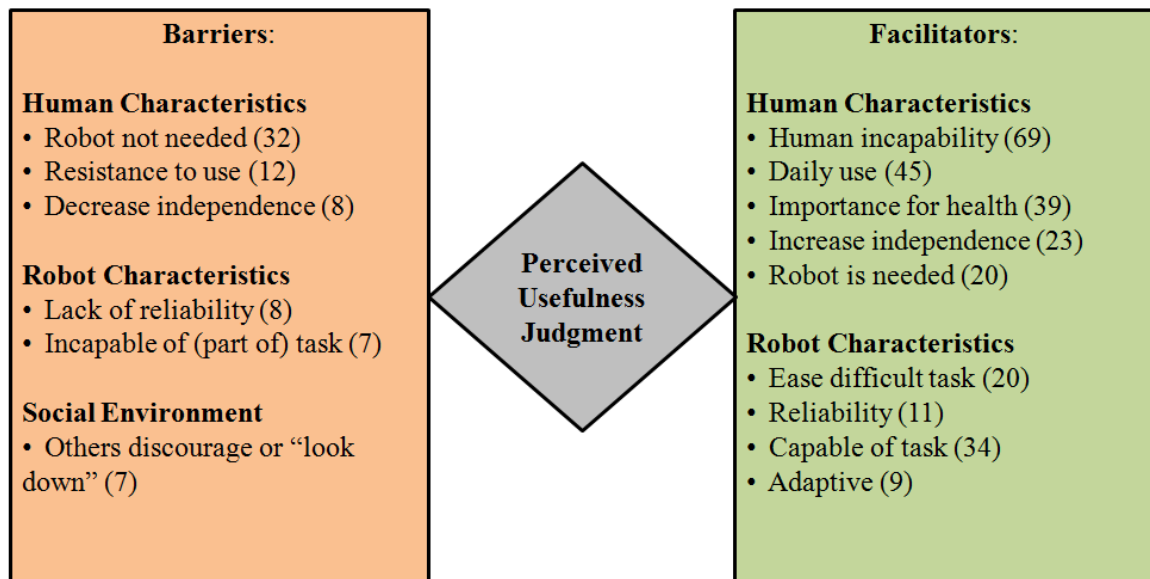 Barriers:
Human Characteristics
• Robot not needed (32)
• Resistance to use (12)
• Decrease independence (8)
Robot Characteristics
• Lack of reliability (8)
• Incapable of (part of) task (7)
Social Environment
• Others discourage or “look
down” (7)
Perceived
Usefulness
Judgment
Facilitators:
Human Characteristics
• Human incapability (69)
• Daily use (45)
• Importance for health (39)
• Increase independence (23)
• Robot is needed (20)
Robot Characteristics
• Ease difficult task (20)
• Reliability (11)
• Capable of task (34)
• Adaptive (9)